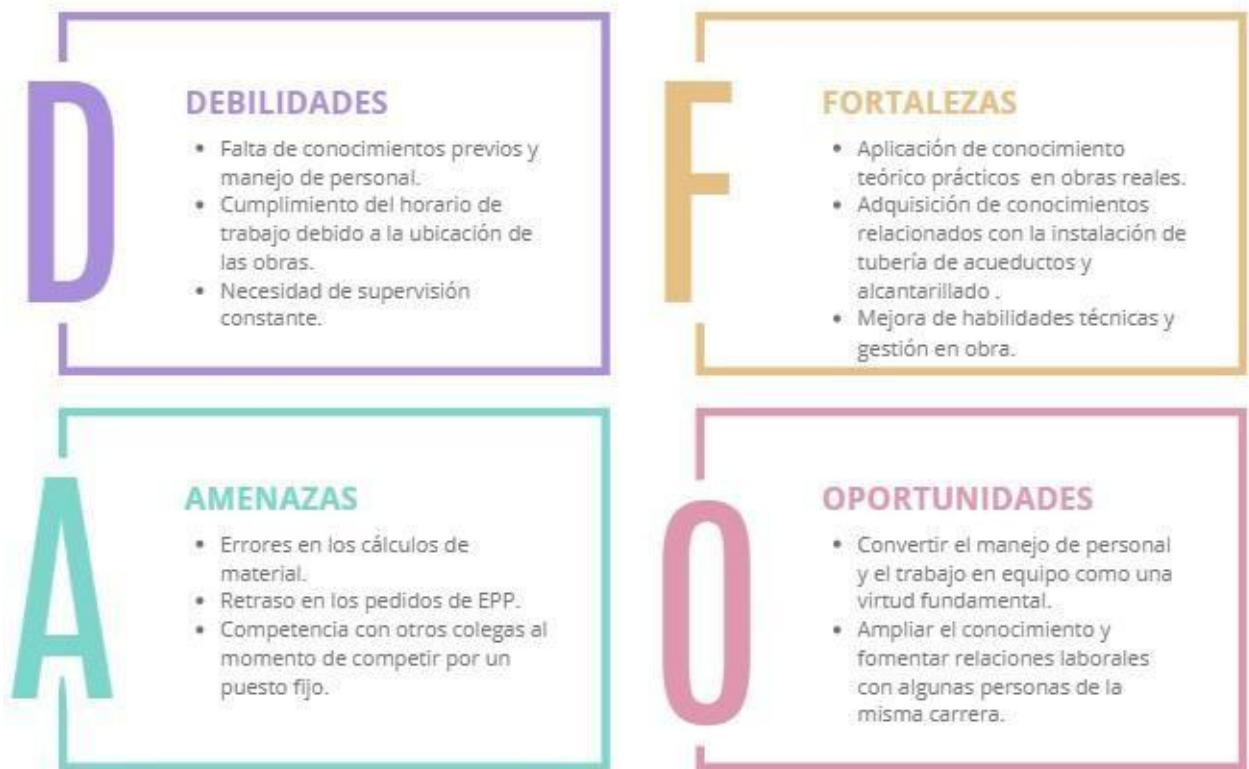 D
DEBILIDADES
• Falta de conocimientos previos y
manejo de personal.
• Cumplimiento del horario de
trabajo debido a la ubicación de
las obras.
• Necesidad de supervisión
constante.
F
FORTALEZAS
• Aplicación de conocimiento
teórico prácticos en obras reales.
• Adquisición de conocimientos
relacionados con la instalación de
tubería de acueductos y
alcantarillado .
• Mejora de habilidades técnicas y
gestión en obra.
A
AMENAZAS
• Errores en los cálculos de
material.
• Retraso en los pedidos de EPP.
• Competencia con otros colegas al
momento de competir por un
puesto fijo.
O
OPORTUNIDADES
• Convertir el manejo de personal
y el trabajo en equipo como una
virtud fundamental.
• Ampliar el conocimiento y
fomentar relaciones laborales
con algunas personas de la
misma carrera.